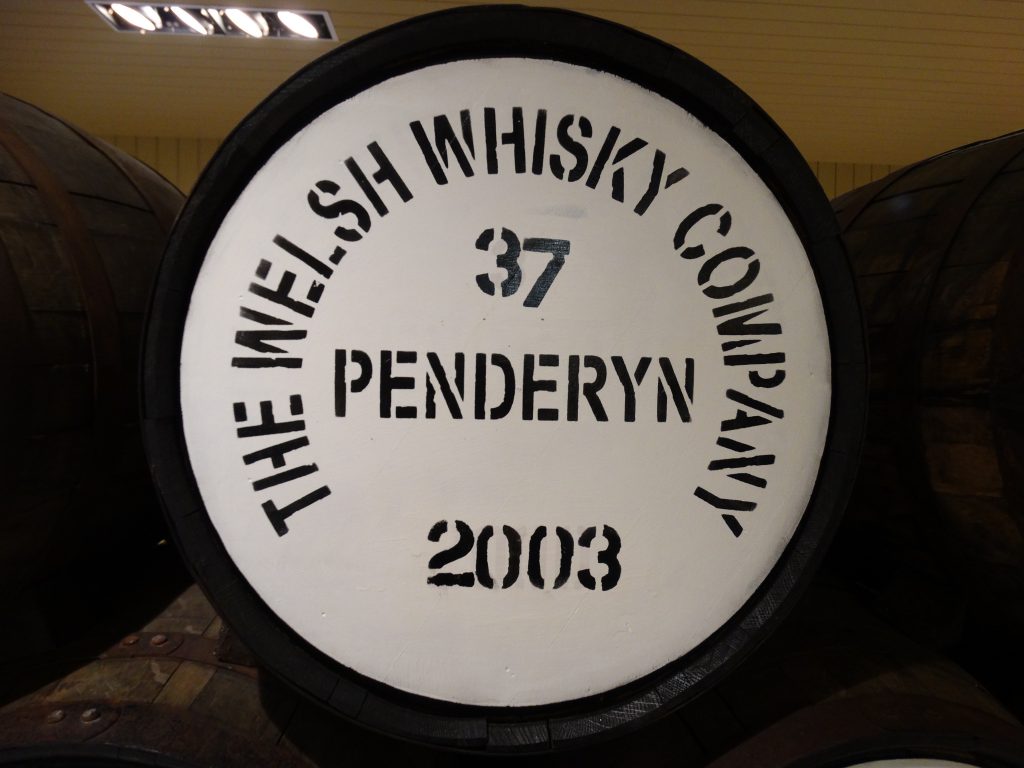 THE WELSH WHISKY COMPANY
37
PENDERYN
2003